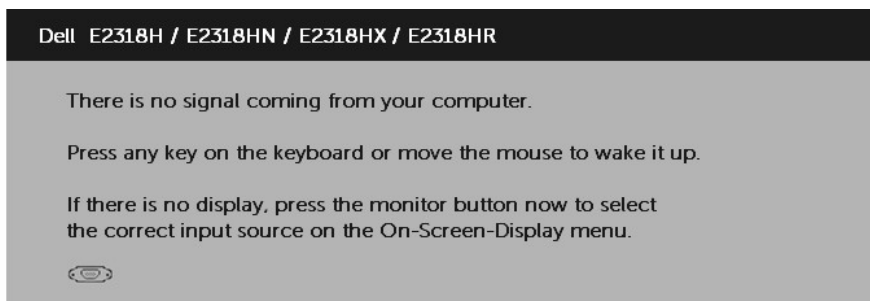 Dell E2318H / E2318HN / E2318HX / E2318HR
There is no signal coming from your computer.
Press any key on the keyboard or move the mouse to wake it up.
If there is no display, press the monitor button now to select
the correct input source on the On-Screen-Display menu.